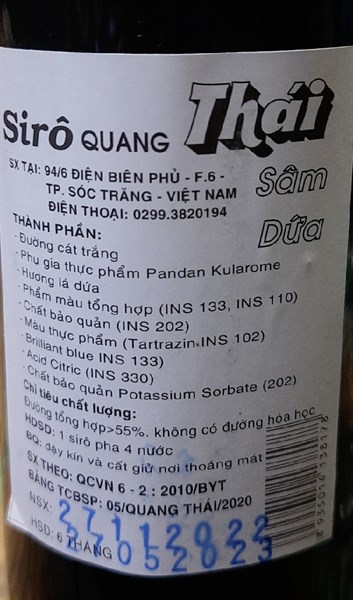 Sirô QUANG Thái
SX TẠI: 94/6 ĐIỆN BIÊN PHỦ - F.6 -
TP. SÓC TRĂNG - VIỆT NAM
ĐIỆN THOẠI: 0299.3820194
Sâm
Dứa
THÀNH PHẦN:
- Đường cát trắng
- Phụ gia thực phẩm Pandan Kularome
- Hương lá dứa
- Phẩm màu tổng hợp (INS 133, INS 110)
- Chất bảo quản (INS 202)
- Màu thực phẩm (Tartrazin-INS 102)
- Brilliant blue INS 133)
- Acid Citric (INS 330)
- Chất bảo quản Potassium Sorbate (202)
Chỉ tiêu chất lượng:
Đường tổng hợp>55%. không có đường hóa học
HDSD: 1 sirô pha 4 nước
BQ: đậy kín và cất giử nơi thoáng mát
SX THEO: QCVN 6 - 2 : 2010/BYT
BẢNG TCBSP: 05/QUANG THÁI/2020
NSX: 27112022
HSD: 6 THÁNG 27052023